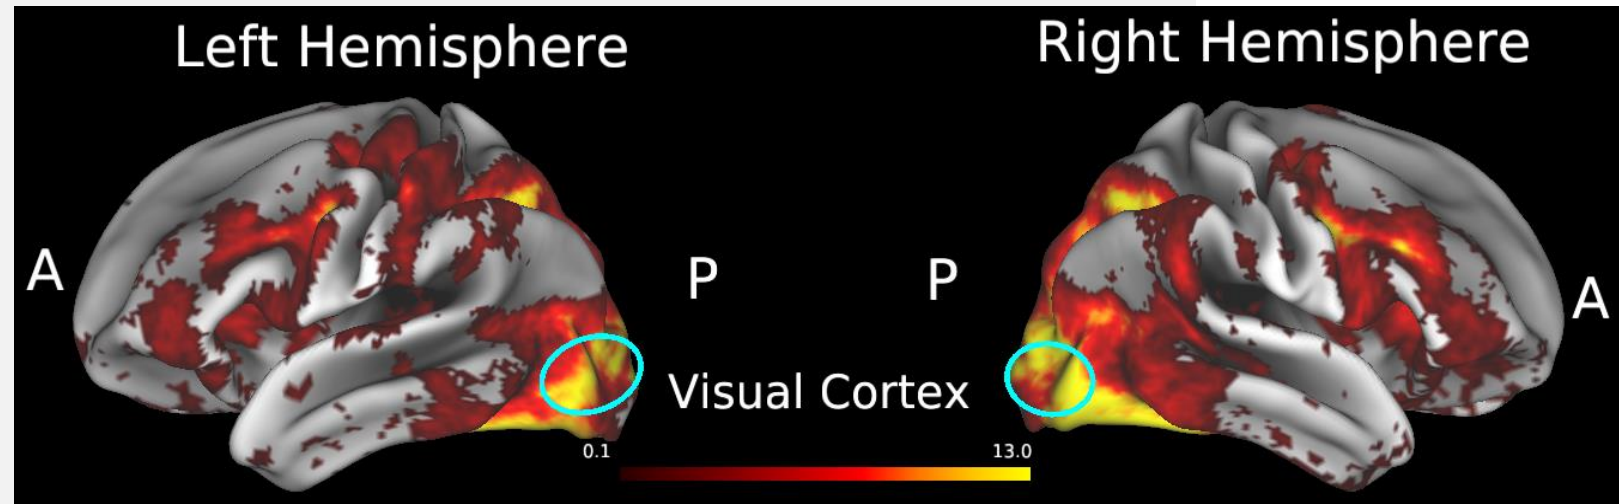 Left Hemisphere
Right Hemisphere
A
P
P
A
Visual Cortex
0.1
13.0